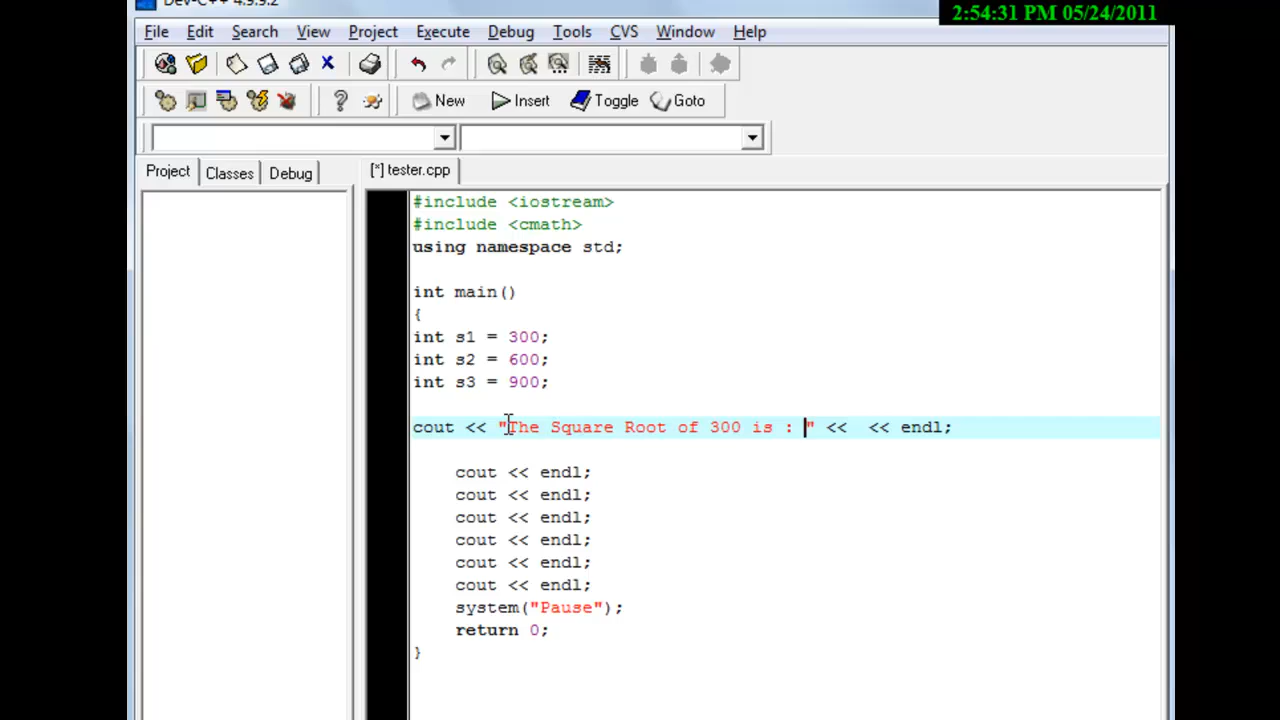 Dev-C++ 4.9.9.2
2:54:31 PM 05/24/2011
File Edit Search View Project Execute Debug Tools CVS Window Help
New Insert Toggle Goto
Project Classes Debug
[*] tester.cpp
#include <iostream>
#include <cmath>
using namespace std;
int main()
{
int s1 = 300;
int s2 = 600;
int s3 = 900;
cout << "The Square Root of 300 is : " <<  << endl;
cout << endl;
cout << endl;
cout << endl;
cout << endl;
cout << endl;
cout << endl;
system("Pause");
return 0;
}